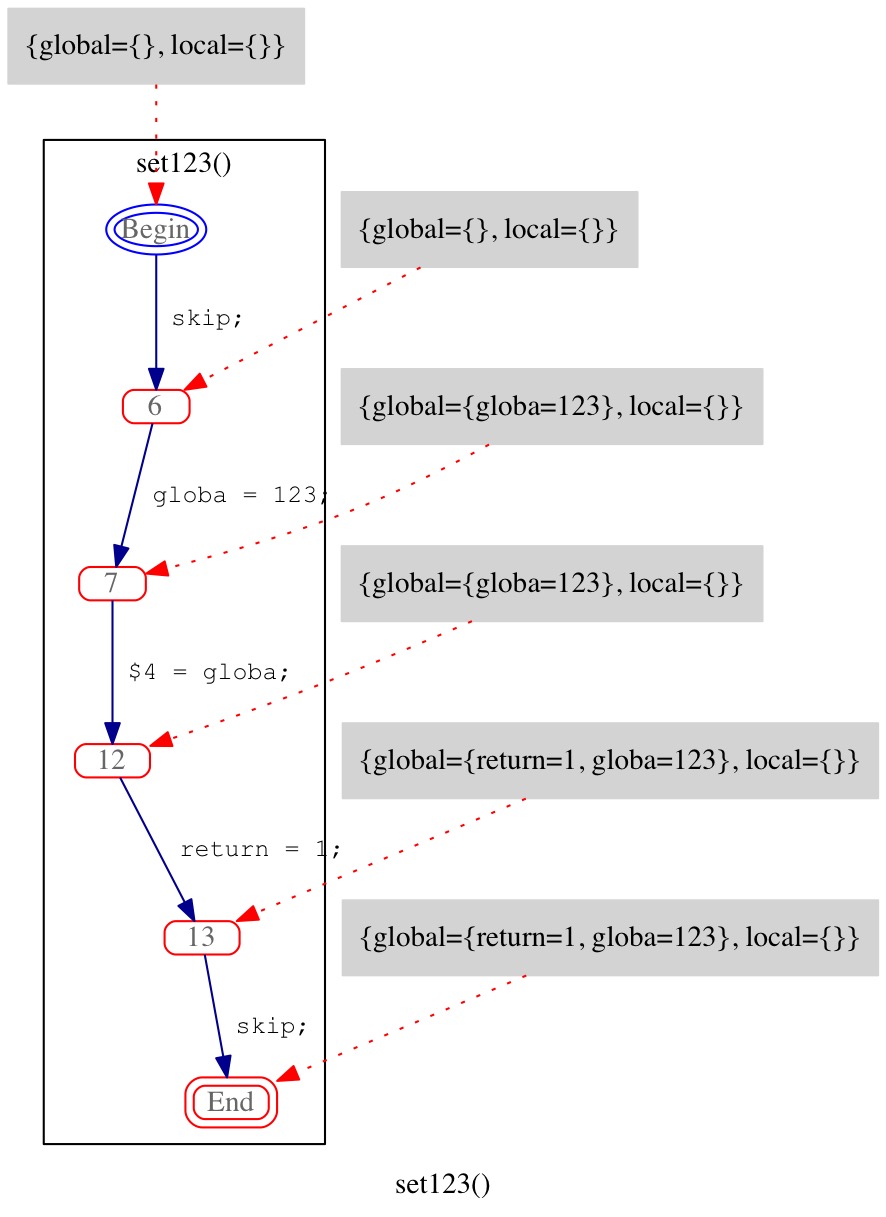 {global={}, local={}}
set123()
Begin
{global={}, local={}}
skip;
6
{global={globa=123}, local={}}
globa = 123;
7
{global={globa=123}, local={}}
$4 = globa;
12
{global={return=1, globa=123}, local={}}
return = 1;
13
{global={return=1, globa=123}, local={}}
skip;
End
set123()